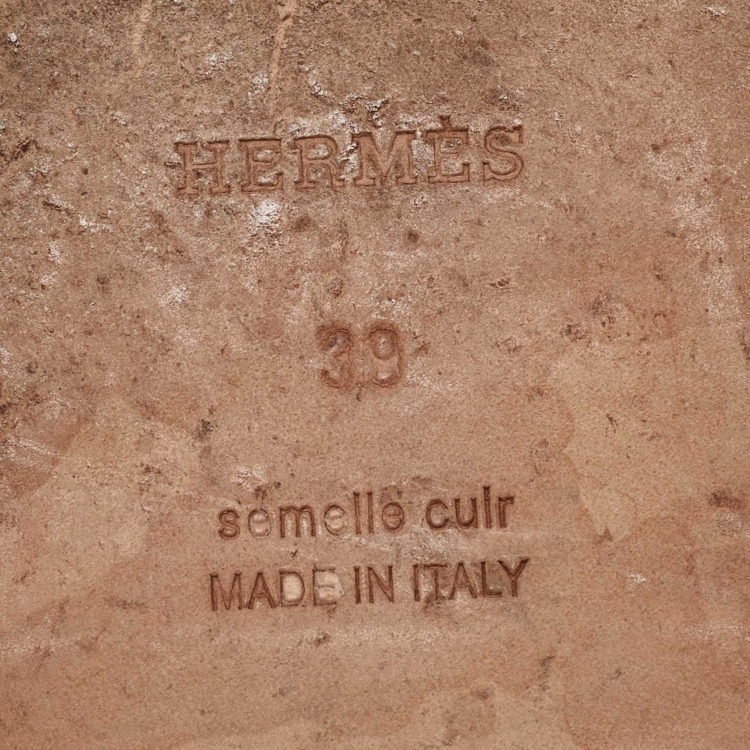 HERMÈS
39
semelle cuir
MADE IN ITALY